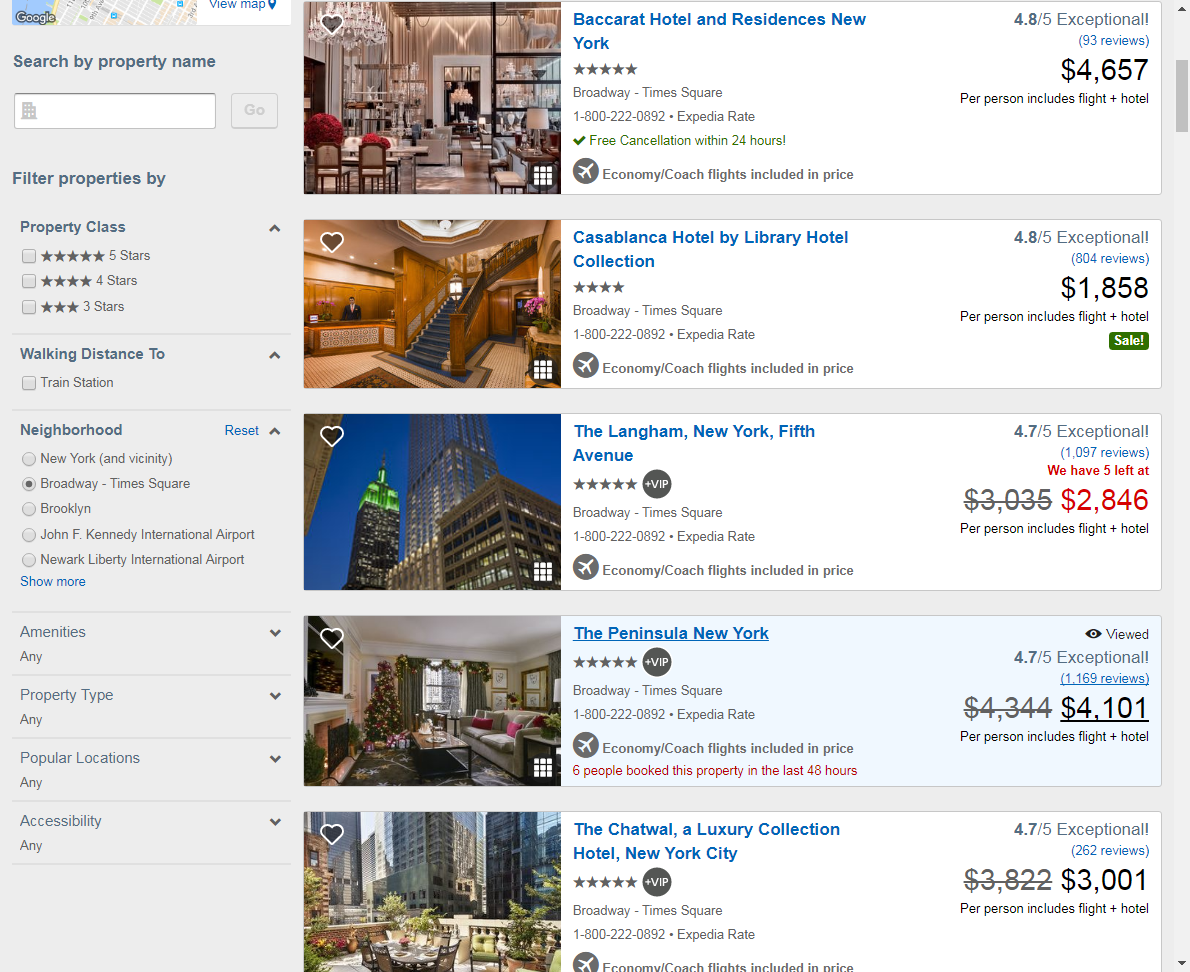 Google
View map
Search by property name
Go
Filter properties by
Property Class
5 Stars
4 Stars
3 Stars
Walking Distance To
Train Station
Neighborhood
Reset
New York (and vicinity)
Broadway - Times Square
Brooklyn
John F. Kennedy International Airport
Newark Liberty International Airport
Show more
Amenities
Any
Property Type
Any
Popular Locations
Any
Accessibility
Any
Baccarat Hotel and Residences New
York
Broadway - Times Square
1-800-222-0892 • Expedia Rate
Free Cancellation within 24 hours!
Economy/Coach flights included in price
4.8/5 Exceptional!
(93 reviews)
$4,657
Per person includes flight + hotel
Casablanca Hotel by Library Hotel
Collection
Broadway - Times Square
1-800-222-0892 • Expedia Rate
Economy/Coach flights included in price
4.8/5 Exceptional!
(804 reviews)
$1,858
Per person includes flight + hotel
Sale!
The Langham, New York, Fifth
Avenue
+VIP
Broadway - Times Square
1-800-222-0892 • Expedia Rate
Economy/Coach flights included in price
4.7/5 Exceptional!
(1,097 reviews)
We have 5 left at
$3,035 $2,846
Per person includes flight + hotel
The Peninsula New York
+VIP
Broadway - Times Square
1-800-222-0892 • Expedia Rate
Economy/Coach flights included in price
6 people booked this property in the last 48 hours
Viewed
4.7/5 Exceptional!
(1,169 reviews)
$4,344 $4,101
Per person includes flight + hotel
The Chatwal, a Luxury Collection
Hotel, New York City
+VIP
Broadway - Times Square
1-800-222-0892 • Expedia Rate
Economy/Coach flights included in price
4.7/5 Exceptional!
(262 reviews)
$3,822 $3,001
Per person includes flight + hotel